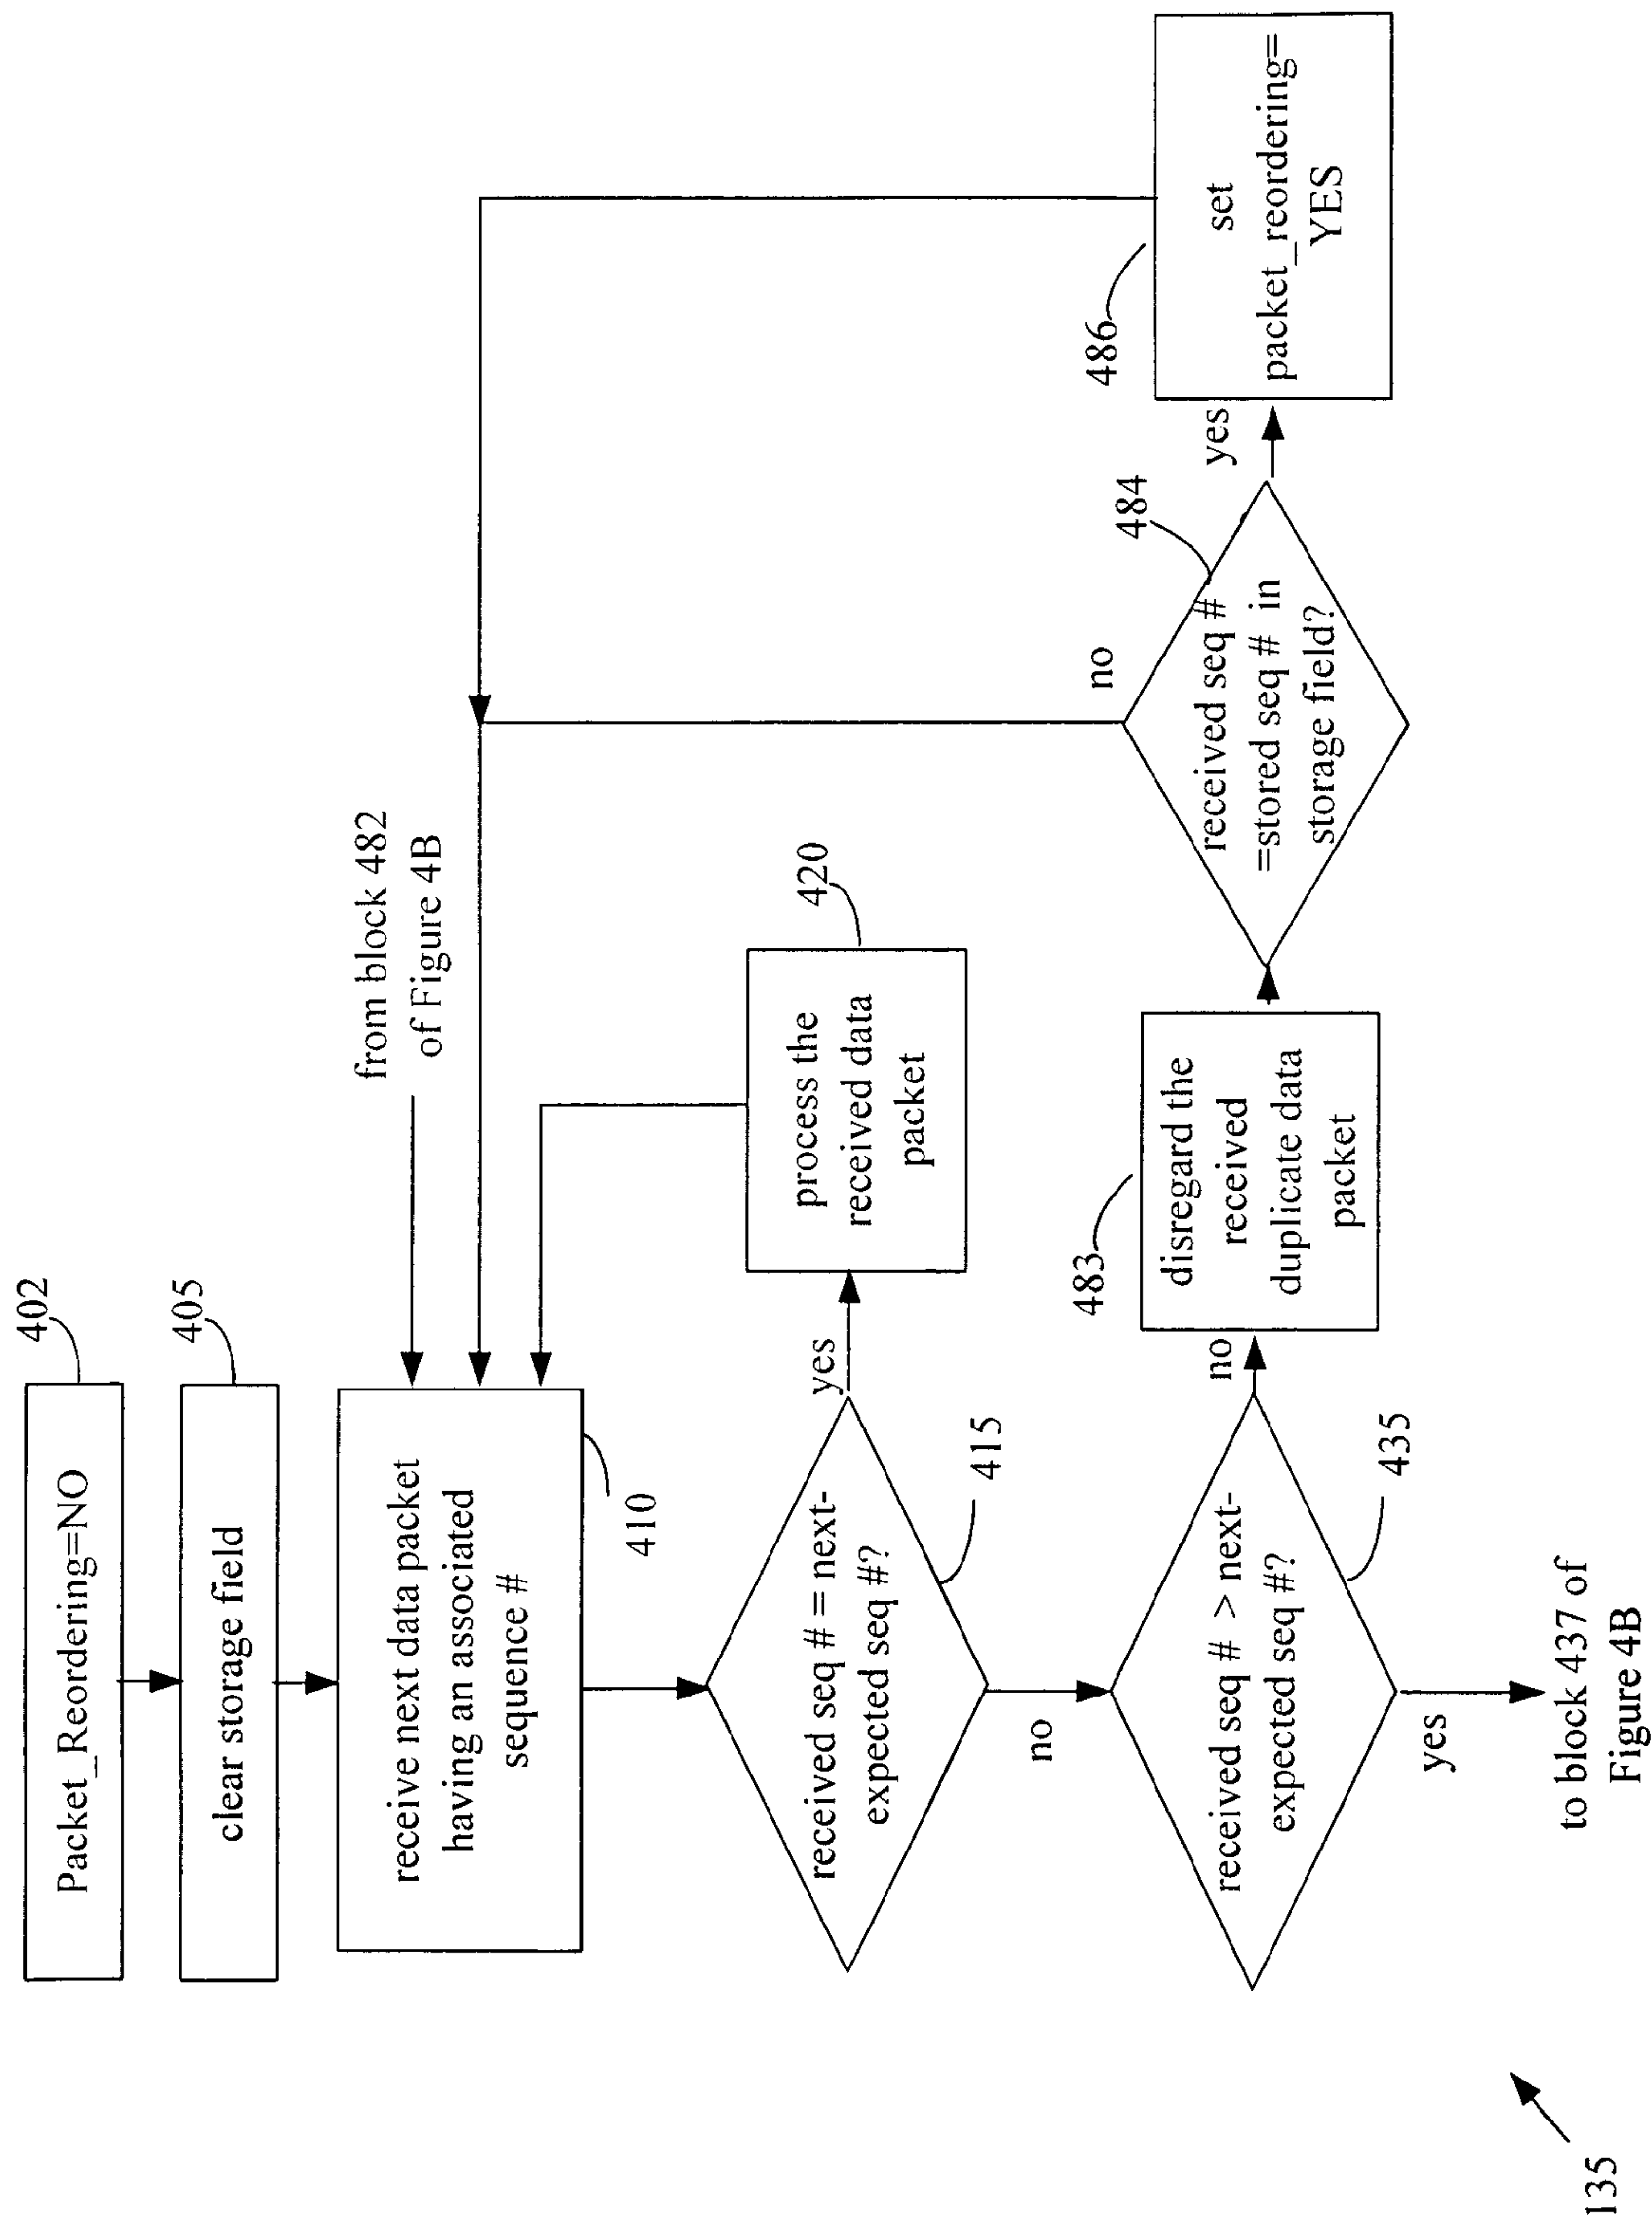 Packet_Reordering=NO
402
clear storage field
405
receive next data packet
having an associated
sequence #
410
from block 482
of Figure 4B
received seq # = next-
expected seq #?
415
yes
process the
received data
packet
420
no
received seq # > next-
expected seq #?
435
no
disregard the
received
duplicate data
packet
483
received seq #
=stored seq # in
storage field?
484
no
yes
set
packet_reordering=
YES
486
yes
to block 437 of
Figure 4B
135